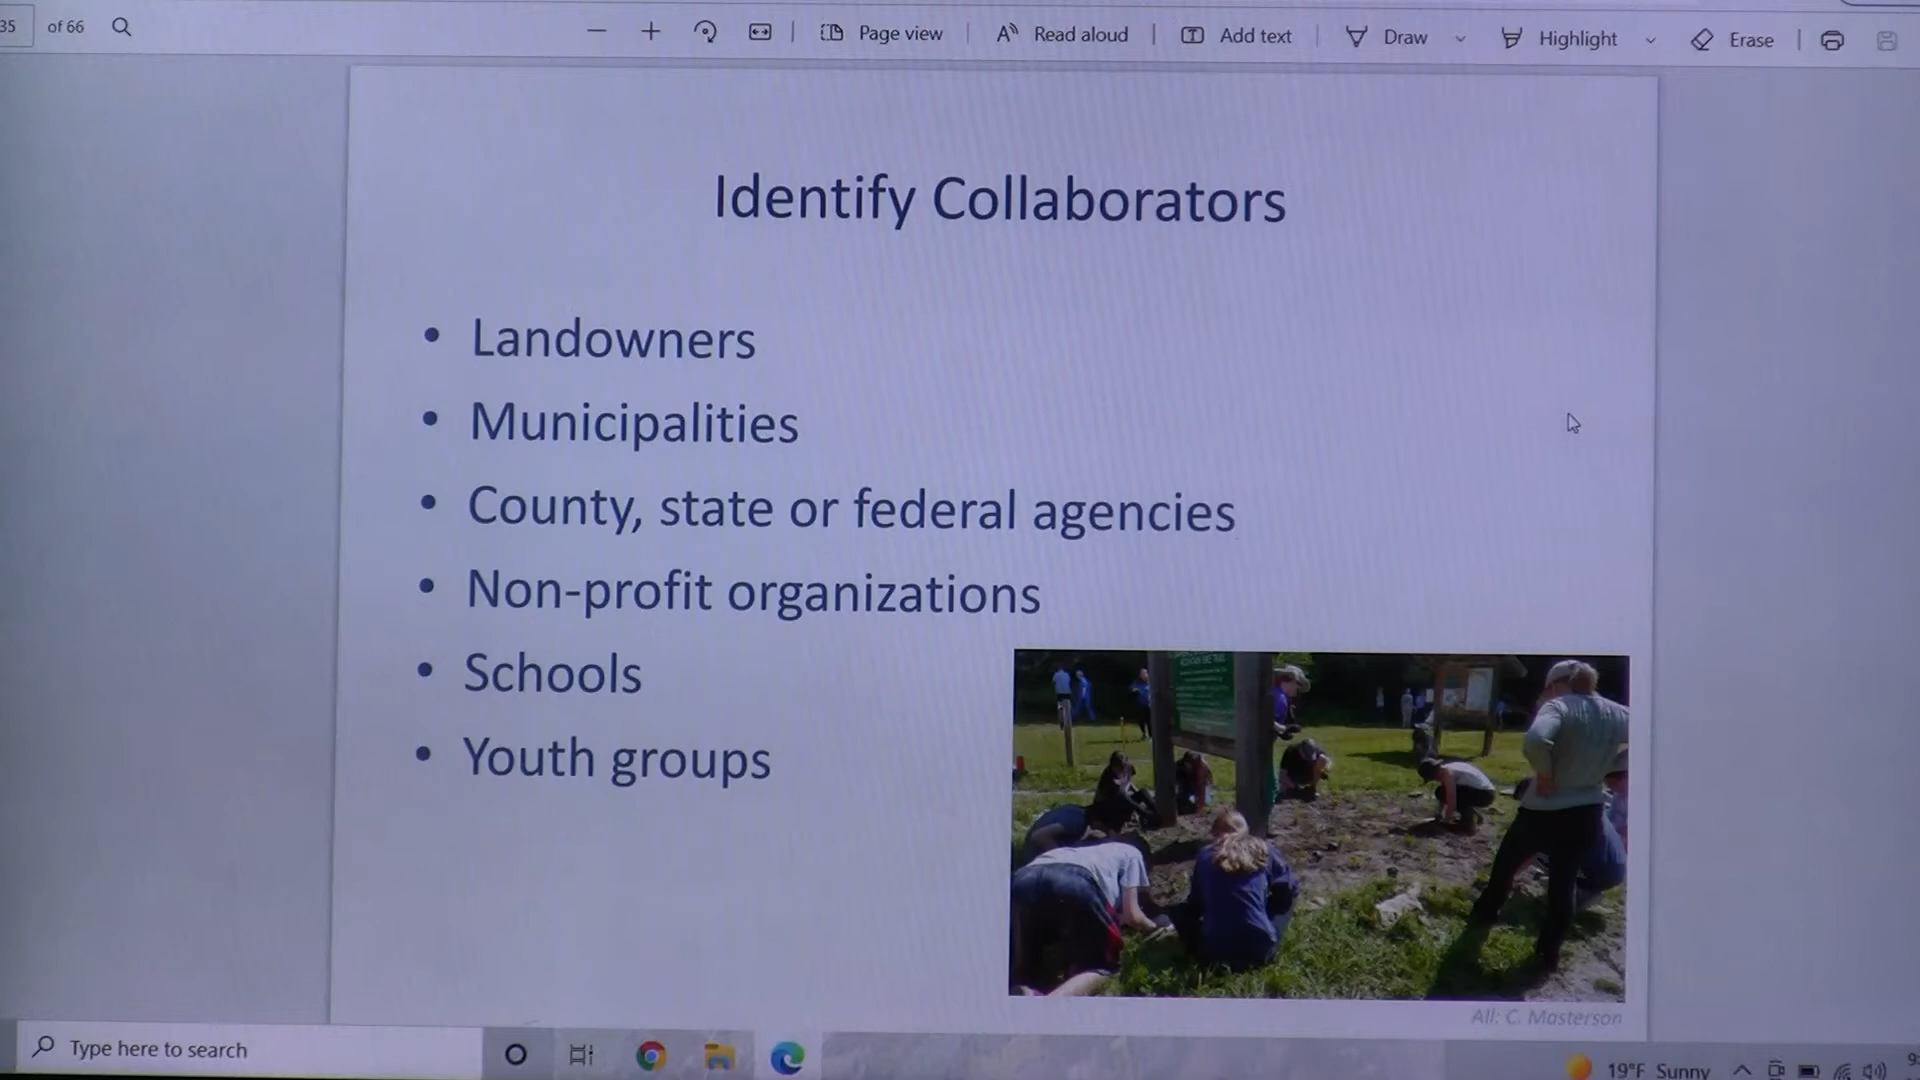 35 of 66
Page view
Read aloud
Add text
Draw
Highlight
Erase
Identify Collaborators
• Landowners
• Municipalities
• County, state or federal agencies
• Non-profit organizations
• Schools
• Youth groups
All: C. Masterson
Type here to search
19°F Sunny